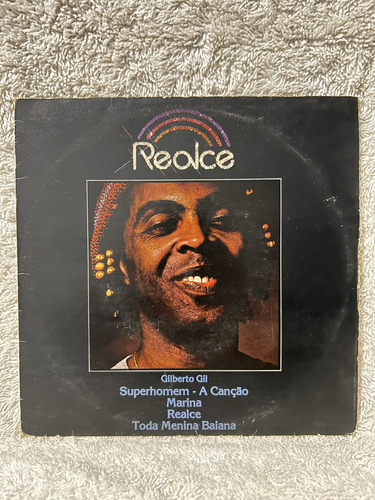 Realce
Gilberto Gil
Superhomem - A Canção
Marina
Realce
Toda Menina Baiana